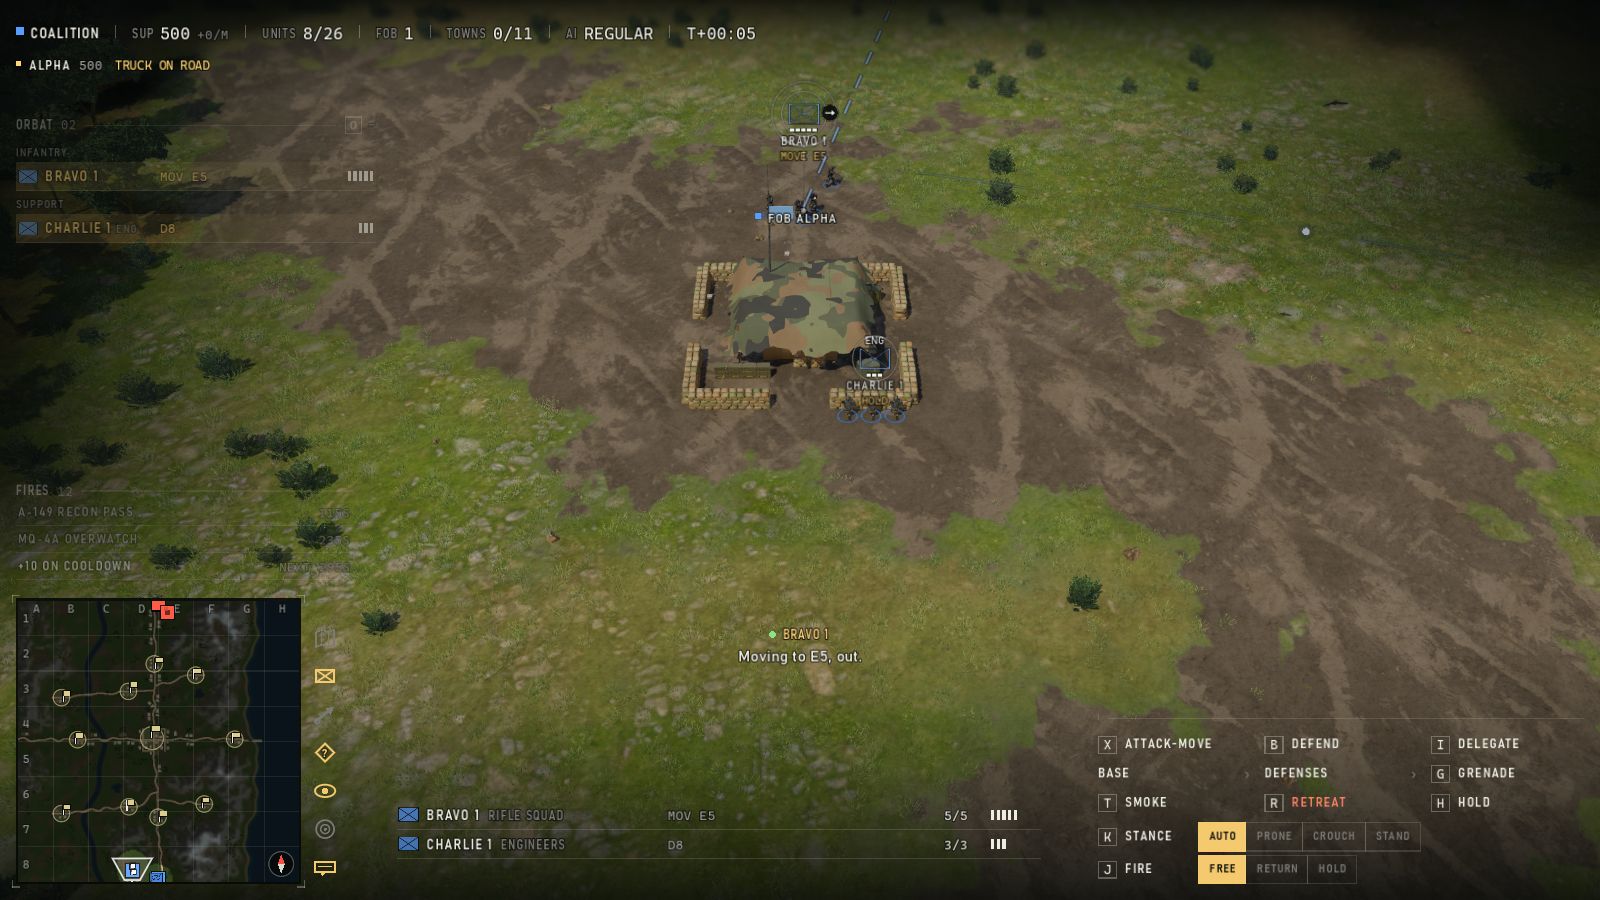 COALITION SUP 500 +0/M UNITS 8/26 FOB 1 TOWNS 0/11 AI REGULAR T+00:05
ALPHA 500 TRUCK ON ROAD
ORBAT 02 O
INFANTRY
BRAVO 1 MOV E5
SUPPORT
CHARLIE 1 ENG D8
BRAVO 1
MOVE E5
FOB ALPHA
ENG
CHARLIE 1
HOLD
FIRES 12
A-149 RECON PASS
MQ-4A OVERWATCH
+10 ON COOLDOWN
A B C D E F G H
1
2
3
4
5
6
7
8
BRAVO 1
Moving to E5, out.
BRAVO 1 RIFLE SQUAD MOV E5 5/5
CHARLIE 1 ENGINEERS D8 3/3
X ATTACK-MOVE B DEFEND I DELEGATE
BASE › DEFENSES › G GRENADE
T SMOKE R RETREAT H HOLD
K STANCE AUTO PRONE CROUCH STAND
J FIRE FREE RETURN HOLD